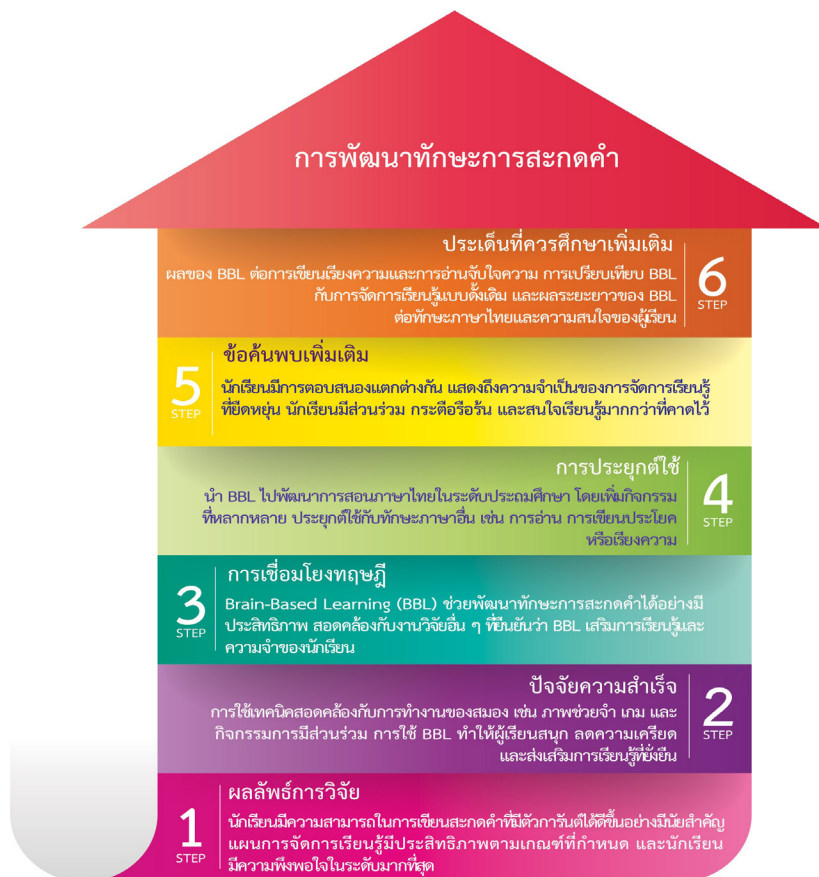 การพัฒนาทักษะการสะกดคำ
ประเด็นที่ควรศึกษาเพิ่มเติม
ผลของ BBL ต่อการเขียนเรียงความและการอ่านจับใจความ การเปรียบเทียบ BBL
กับการจัดการเรียนรู้แบบดั้งเดิม และผลระยะยาวของ BBL
ต่อทักษะภาษาไทยและความสนใจของผู้เรียน
6
STEP
ข้อค้นพบเพิ่มเติม
5
STEP
นักเรียนมีการตอบสนองแตกต่างกัน แสดงถึงความจำเป็นของการจัดการเรียนรู้
ที่ยืดหยุ่น นักเรียนมีส่วนร่วม กระตือรือร้น และสนใจเรียนรู้มากกว่าที่คาดไว้
การประยุกต์ใช้
นำ BBL ไปพัฒนาการสอนภาษาไทยในระดับประถมศึกษา โดยเพิ่มกิจกรรม
ที่หลากหลาย ประยุกต์ใช้กับทักษะภาษาอื่น เช่น การอ่าน การเขียนประโยค
หรือเรียงความ
4
STEP
การเชื่อมโยงทฤษฎี
3
STEP
Brain-Based Learning (BBL) ช่วยพัฒนาทักษะการสะกดคำได้อย่างมี
ประสิทธิภาพ สอดคล้องกับงานวิจัยอื่น ๆ ที่ยืนยันว่า BBL เสริมการเรียนรู้และ
ความจำของนักเรียน
ปัจจัยความสำเร็จ
การใช้เทคนิคสอดคล้องกับการทำงานของสมอง เช่น ภาพช่วยจำ เกม และ
กิจกรรมการมีส่วนร่วม การใช้ BBL ทำให้ผู้เรียนสนุก ลดความเครียด
และส่งเสริมการเรียนรู้ที่ยั่งยืน
2
STEP
ผลลัพธ์การวิจัย
1
STEP
นักเรียนมีความสามารถในการเขียนสะกดคำที่มีตัวการันต์ได้ดีขึ้นอย่างมีนัยสำคัญ
แผนการจัดการเรียนรู้มีประสิทธิภาพตามเกณฑ์ที่กำหนด และนักเรียน
มีความพึงพอใจในระดับมากที่สุด